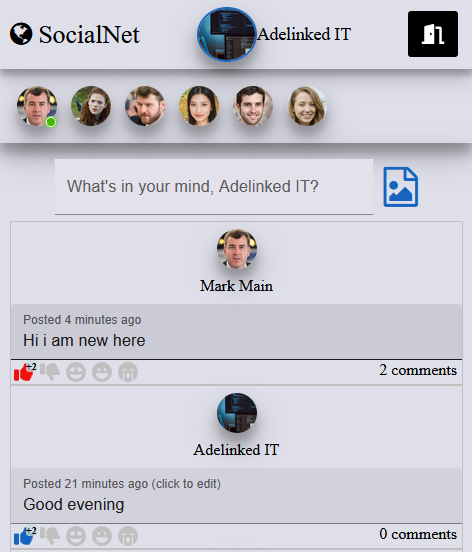 SocialNet
Adelinked IT
What's in your mind, Adelinked IT?
Mark Main
Posted 4 minutes ago
Hi i am new here
+2
2 comments
Adelinked IT
Posted 21 minutes ago (click to edit)
Good evening
+2
0 comments